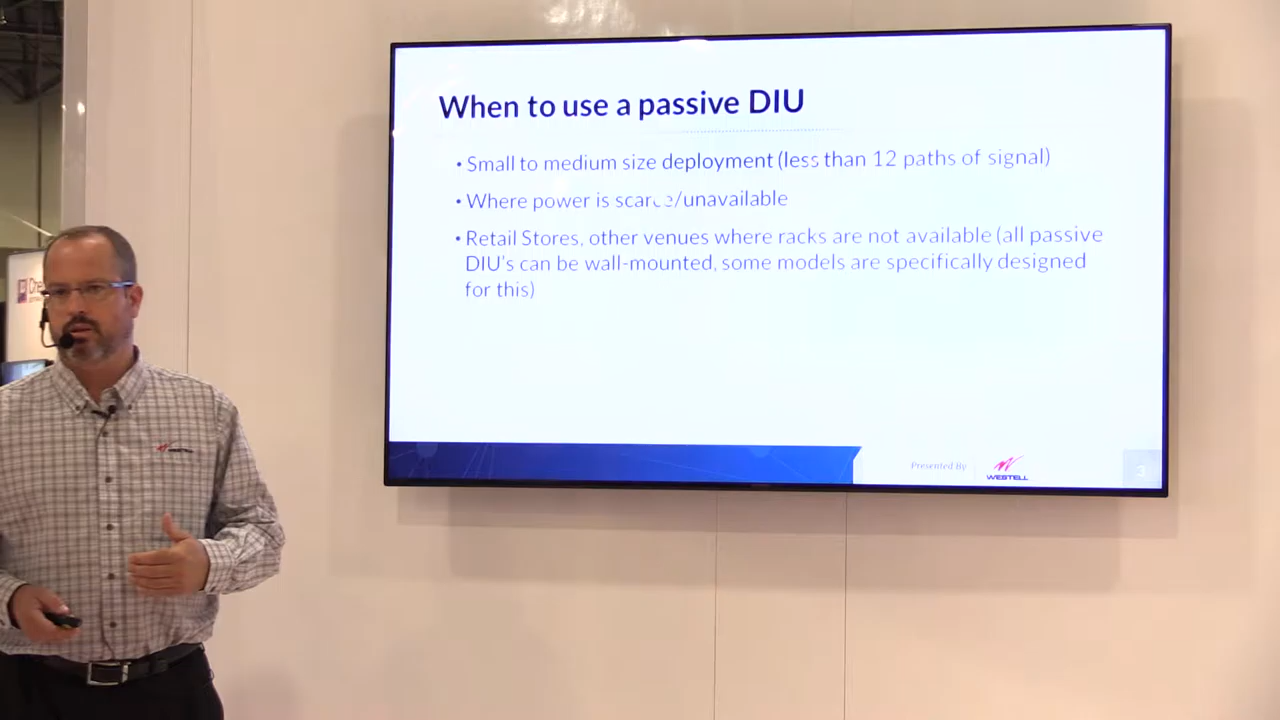 When to use a passive DIU
• Small to medium size deployment (less than 12 paths of signal)
• Where power is scarce/unavailable
• Retail Stores, other venues where racks are not available (all passive
DIU's can be wall-mounted, some models are specifically designed
for this)
Presented By
WESTELL
3
WESTELL